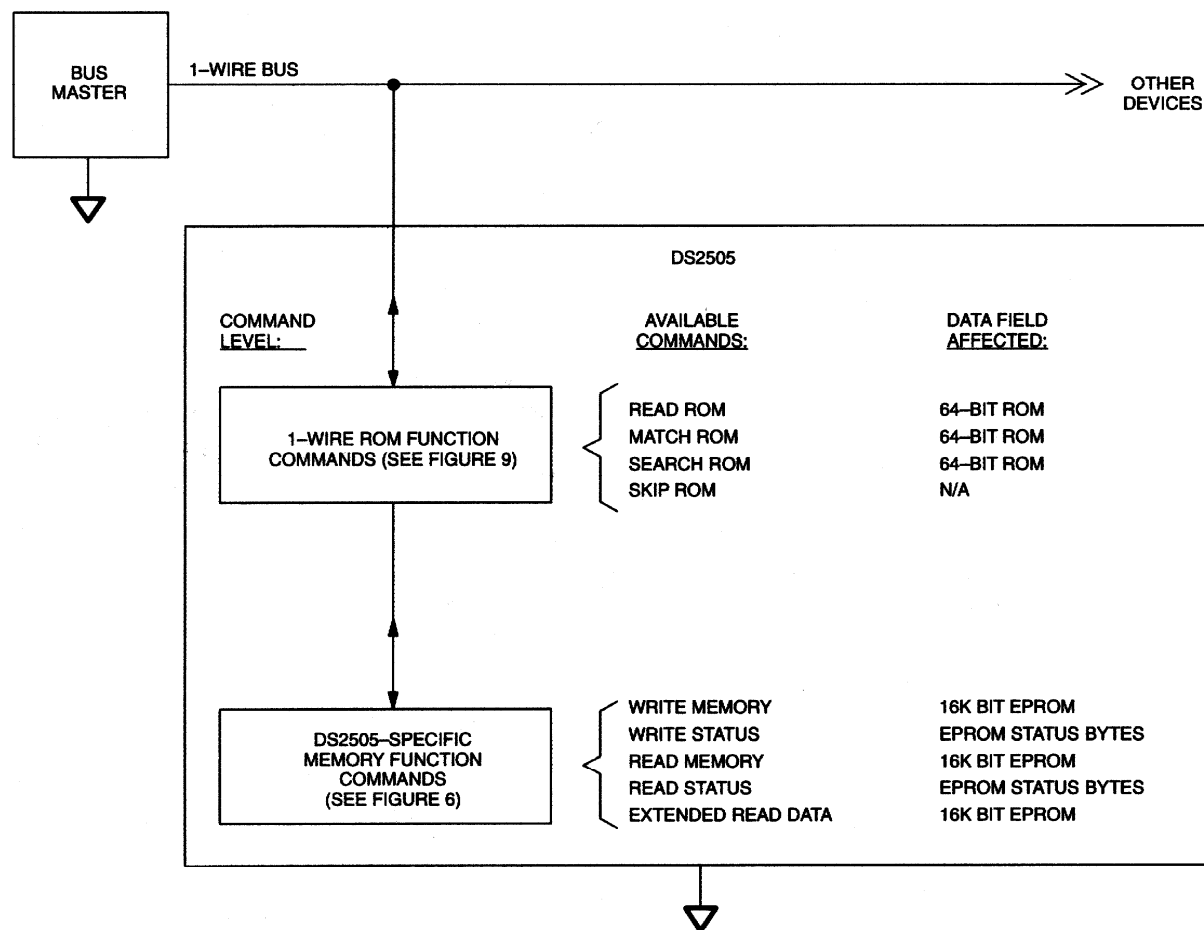 BUS
MASTER
1–WIRE BUS
OTHER
DEVICES
DS2505
COMMAND
LEVEL:
AVAILABLE
COMMANDS:
DATA FIELD
AFFECTED:
1–WIRE ROM FUNCTION
COMMANDS (SEE FIGURE 9)
READ ROM 64–BIT ROM
MATCH ROM 64–BIT ROM
SEARCH ROM 64–BIT ROM
SKIP ROM N/A
DS2505–SPECIFIC
MEMORY FUNCTION
COMMANDS
(SEE FIGURE 6)
WRITE MEMORY 16K BIT EPROM
WRITE STATUS EPROM STATUS BYTES
READ MEMORY 16K BIT EPROM
READ STATUS EPROM STATUS BYTES
EXTENDED READ DATA 16K BIT EPROM